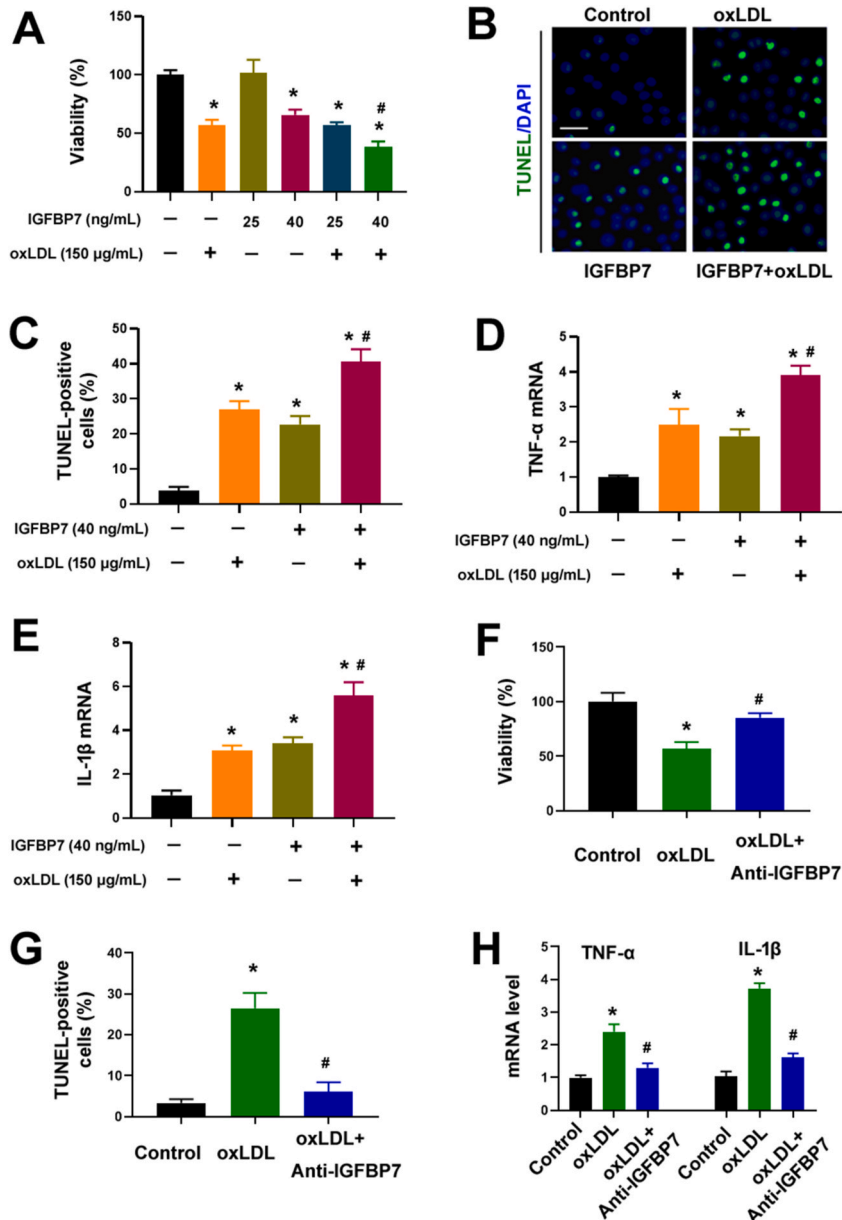 A
Viability (%)
150
100
50
0
* * * #
*
IGFBP7 (ng/mL) – – 25 40 25 40
oxLDL (150 µg/mL) – + – – + +
B
Control oxLDL
TUNEL/DAPI
IGFBP7 IGFBP7+oxLDL
C
TUNEL-positive
cells (%)
50
40
30
20
10
0
* * * #
IGFBP7 (40 ng/mL) – – + +
oxLDL (150 µg/mL) – + – +
D
TNF-α mRNA
5
4
3
2
1
0
* * * #
IGFBP7 (40 ng/mL) – – + +
oxLDL (150 µg/mL) – + – +
E
IL-1β mRNA
8
6
4
2
0
* * * #
IGFBP7 (40 ng/mL) – – + +
oxLDL (150 µg/mL) – + – +
F
Viability (%)
150
100
50
0
* #
Control oxLDL oxLDL+
Anti-IGFBP7
G
TUNEL-positive
cells (%)
40
30
20
10
0
* #
Control oxLDL oxLDL+
Anti-IGFBP7
H
mRNA level
5
4
3
2
1
0
TNF-α IL-1β
* # * #
Control
oxLDL
oxLDL+
Anti-IGFBP7
Control
oxLDL
oxLDL+
Anti-IGFBP7